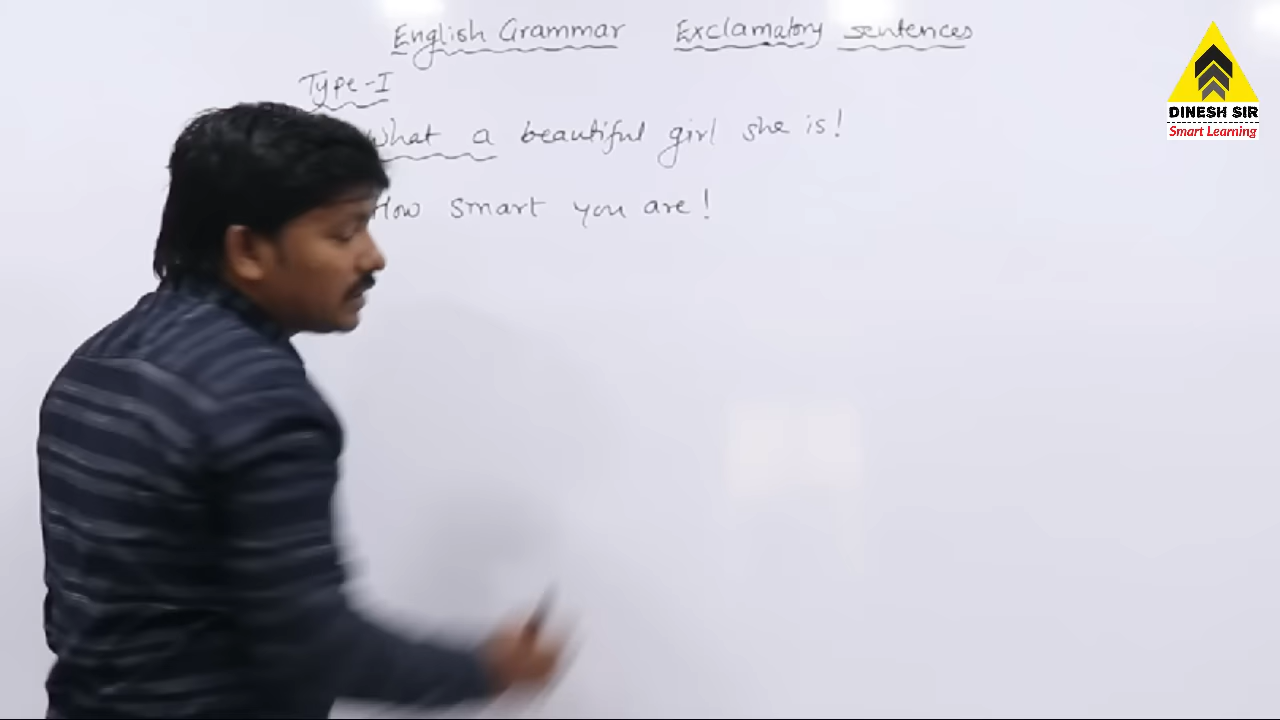 English Grammar Exclamatory sentences
Type-I
What a beautiful girl she is!
How smart you are!
DINESH SIR
Smart Learning